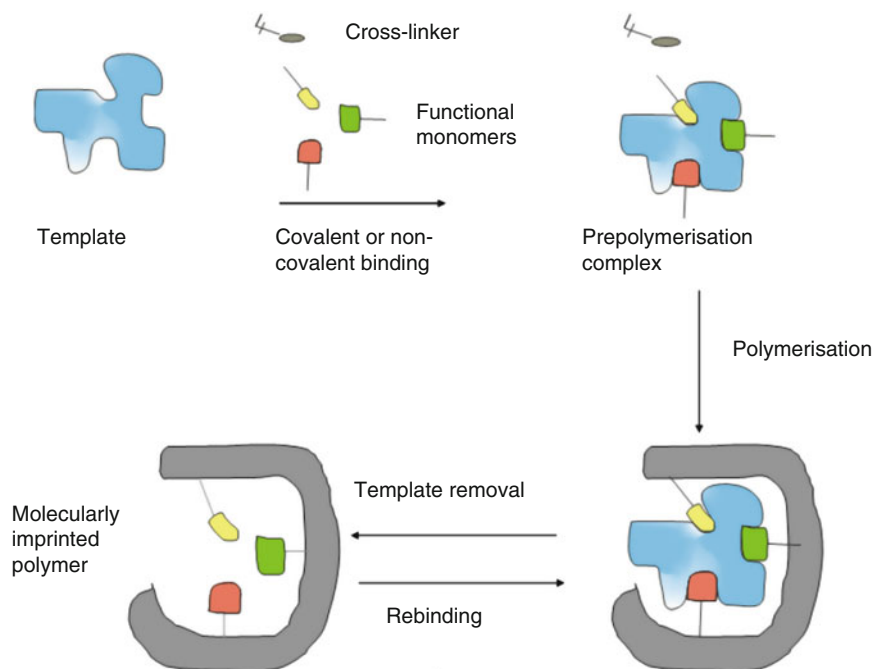 Cross-linker
Functional
monomers
Template
Covalent or non-
covalent binding
Prepolymerisation
complex
Polymerisation
Template removal
Molecularly
imprinted
polymer
Rebinding